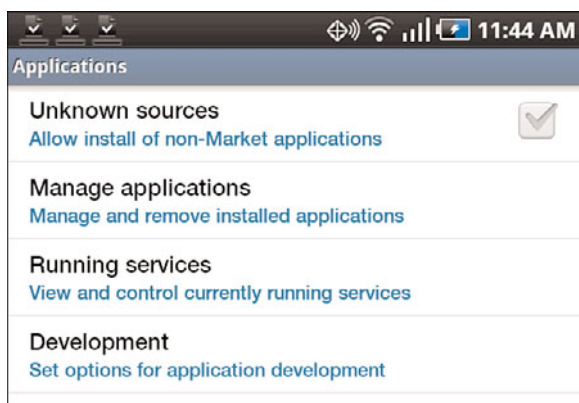 11:44 AM
Applications
Unknown sources
Allow install of non-Market applications
Manage applications
Manage and remove installed applications
Running services
View and control currently running services
Development
Set options for application development